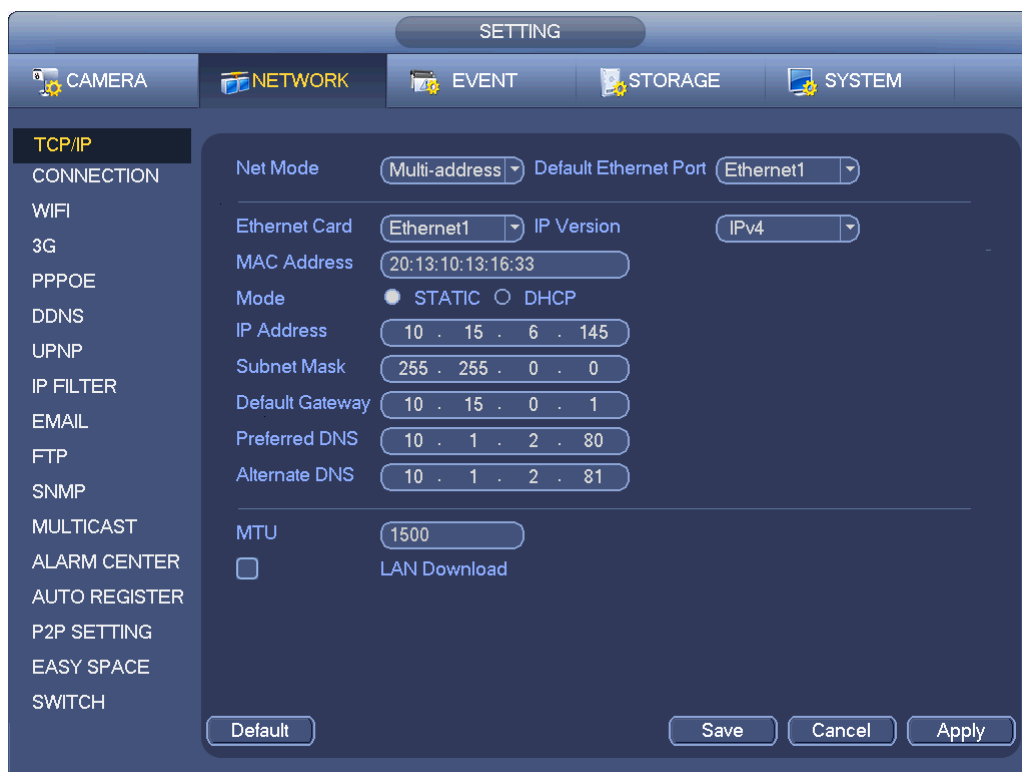 SETTING
CAMERA NETWORK EVENT STORAGE SYSTEM
TCP/IP
CONNECTION
WIFI
3G
PPPOE
DDNS
UPNP
IP FILTER
EMAIL
FTP
SNMP
MULTICAST
ALARM CENTER
AUTO REGISTER
P2P SETTING
EASY SPACE
SWITCH
Net Mode Multi-address Default Ethernet Port Ethernet1
Ethernet Card Ethernet1 IP Version IPv4
MAC Address 20:13:10:13:16:33
Mode STATIC DHCP
IP Address 10 . 15 . 6 . 145
Subnet Mask 255 . 255 . 0 . 0
Default Gateway 10 . 15 . 0 . 1
Preferred DNS 10 . 1 . 2 . 80
Alternate DNS 10 . 1 . 2 . 81
MTU 1500
LAN Download
Default Save Cancel Apply